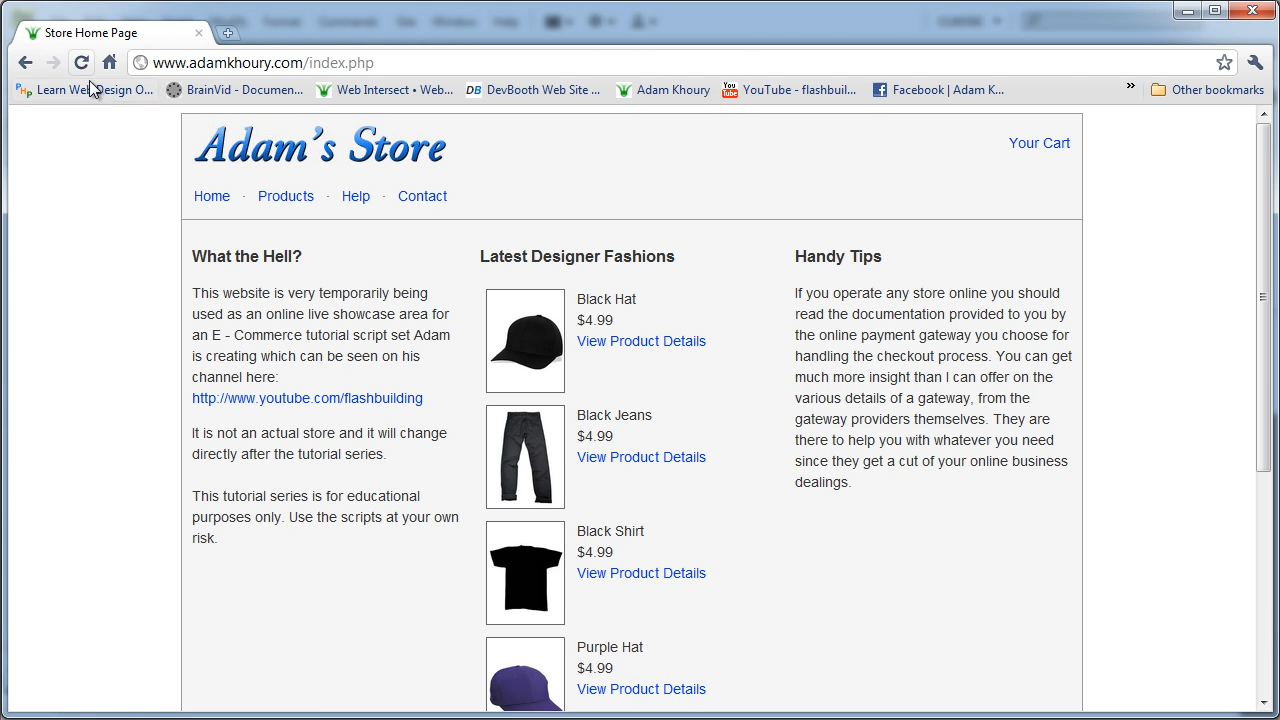 Store Home Page
www.adamkhoury.com/index.php
Learn Web Design O...
BrainVid - Documen...
Web Intersect • Web...
DevBooth Web Site ...
Adam Khoury
YouTube - flashbuil...
Facebook | Adam K...
Other bookmarks
Adam's Store
Your Cart
Home · Products · Help · Contact
What the Hell?
This website is very temporarily being
used as an online live showcase area for
an E - Commerce tutorial script set Adam
is creating which can be seen on his
channel here:
http://www.youtube.com/flashbuilding
It is not an actual store and it will change
directly after the tutorial series.
This tutorial series is for educational
purposes only. Use the scripts at your own
risk.
Latest Designer Fashions
Black Hat
$4.99
View Product Details
Black Jeans
$4.99
View Product Details
Black Shirt
$4.99
View Product Details
Purple Hat
$4.99
View Product Details
Handy Tips
If you operate any store online you should
read the documentation provided to you by
the online payment gateway you choose for
handling the checkout process. You can get
much more insight than I can offer on the
various details of a gateway, from the
gateway providers themselves. They are
there to help you with whatever you need
since they get a cut of your online business
dealings.